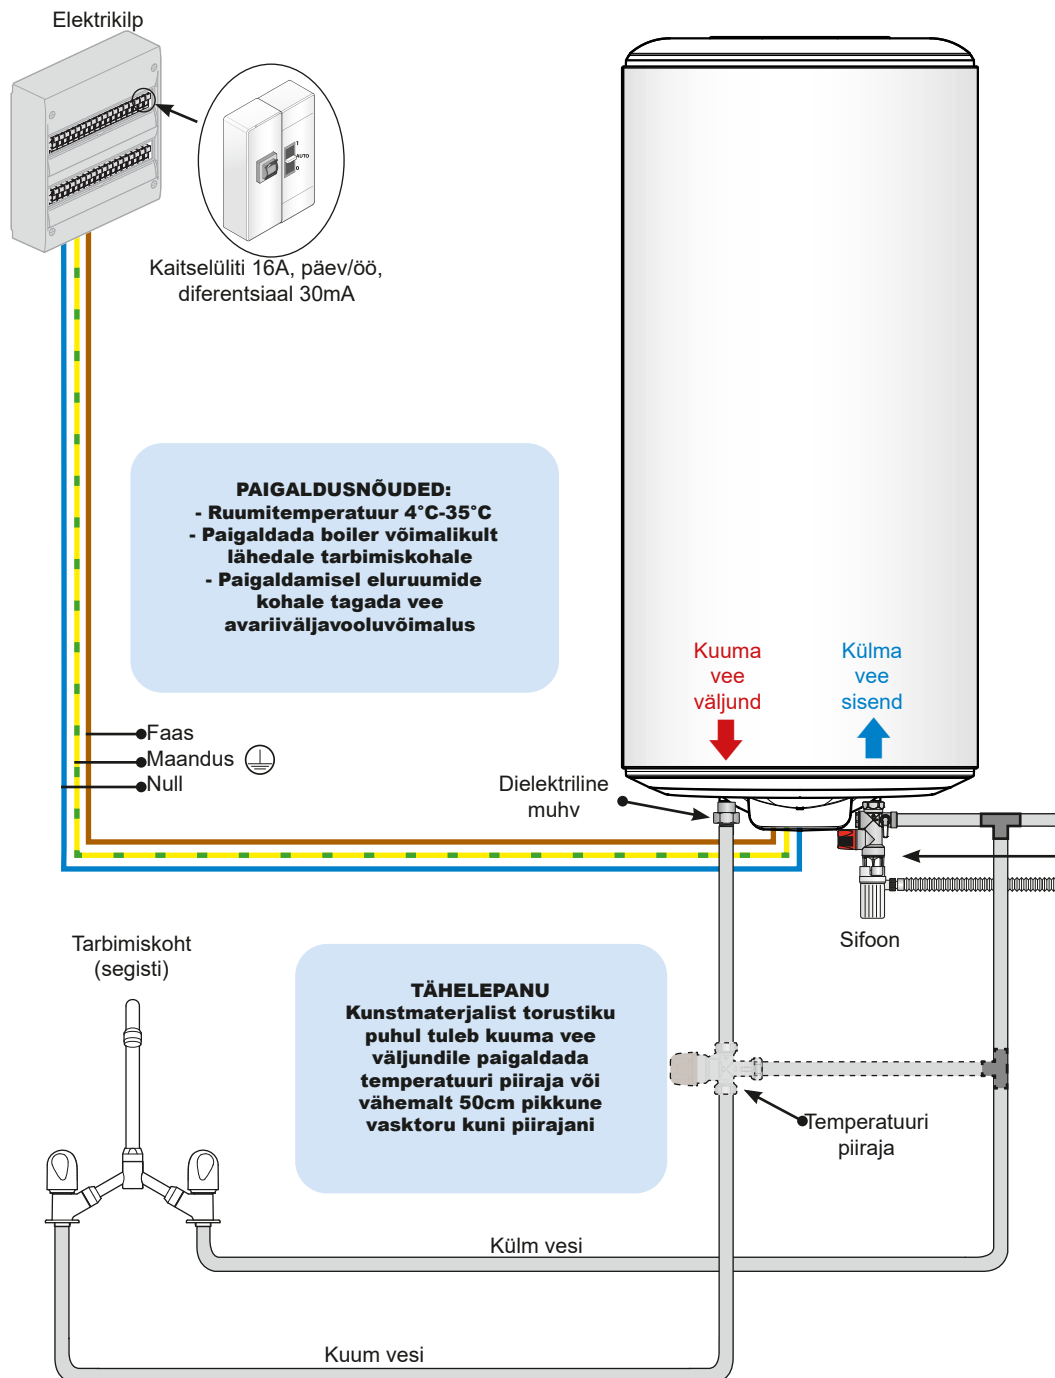 Elektrikilp
1
AUTO
0
Kaitselüliti 16A, päev/öö,
diferentsiaal 30mA
PAIGALDUSNÕUDED:
- Ruumitemperatuur 4°C-35°C
- Paigaldada boiler võimalikult
lähedale tarbimiskohale
- Paigaldamisel eluruumide
kohale tagada vee
avariiväljavooluvõimalus
Kuuma
vee
väljund
Külma
vee
sisend
Faas
Maandus
Null
Dielektriline
muhv
Sifoon
Tarbimiskoht
(segisti)
TÄHELEPANU
Kunstmaterjalist torustiku
puhul tuleb kuuma vee
väljundile paigaldada
temperatuuri piiraja või
vähemalt 50cm pikkune
vasktoru kuni piirajani
Temperatuuri
piiraja
Külm vesi
Kuum vesi